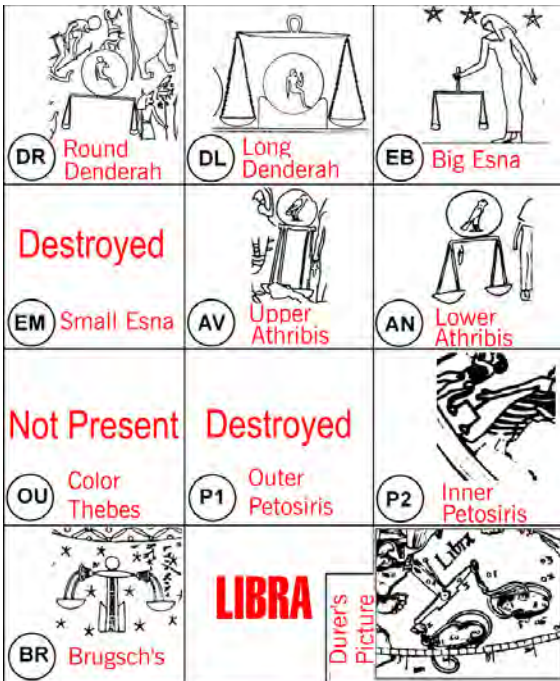 DR Round
Denderah
DL Long
Denderah
EB Big Esna
Destroyed
EM Small Esna
AV Upper
Athribis
AN Lower
Athribis
Not Present
OU Color
Thebes
Destroyed
P1 Outer
Petosiris
P2 Inner
Petosiris
BR Brugsch's
LIBRA
Durer's
Picture
Libra